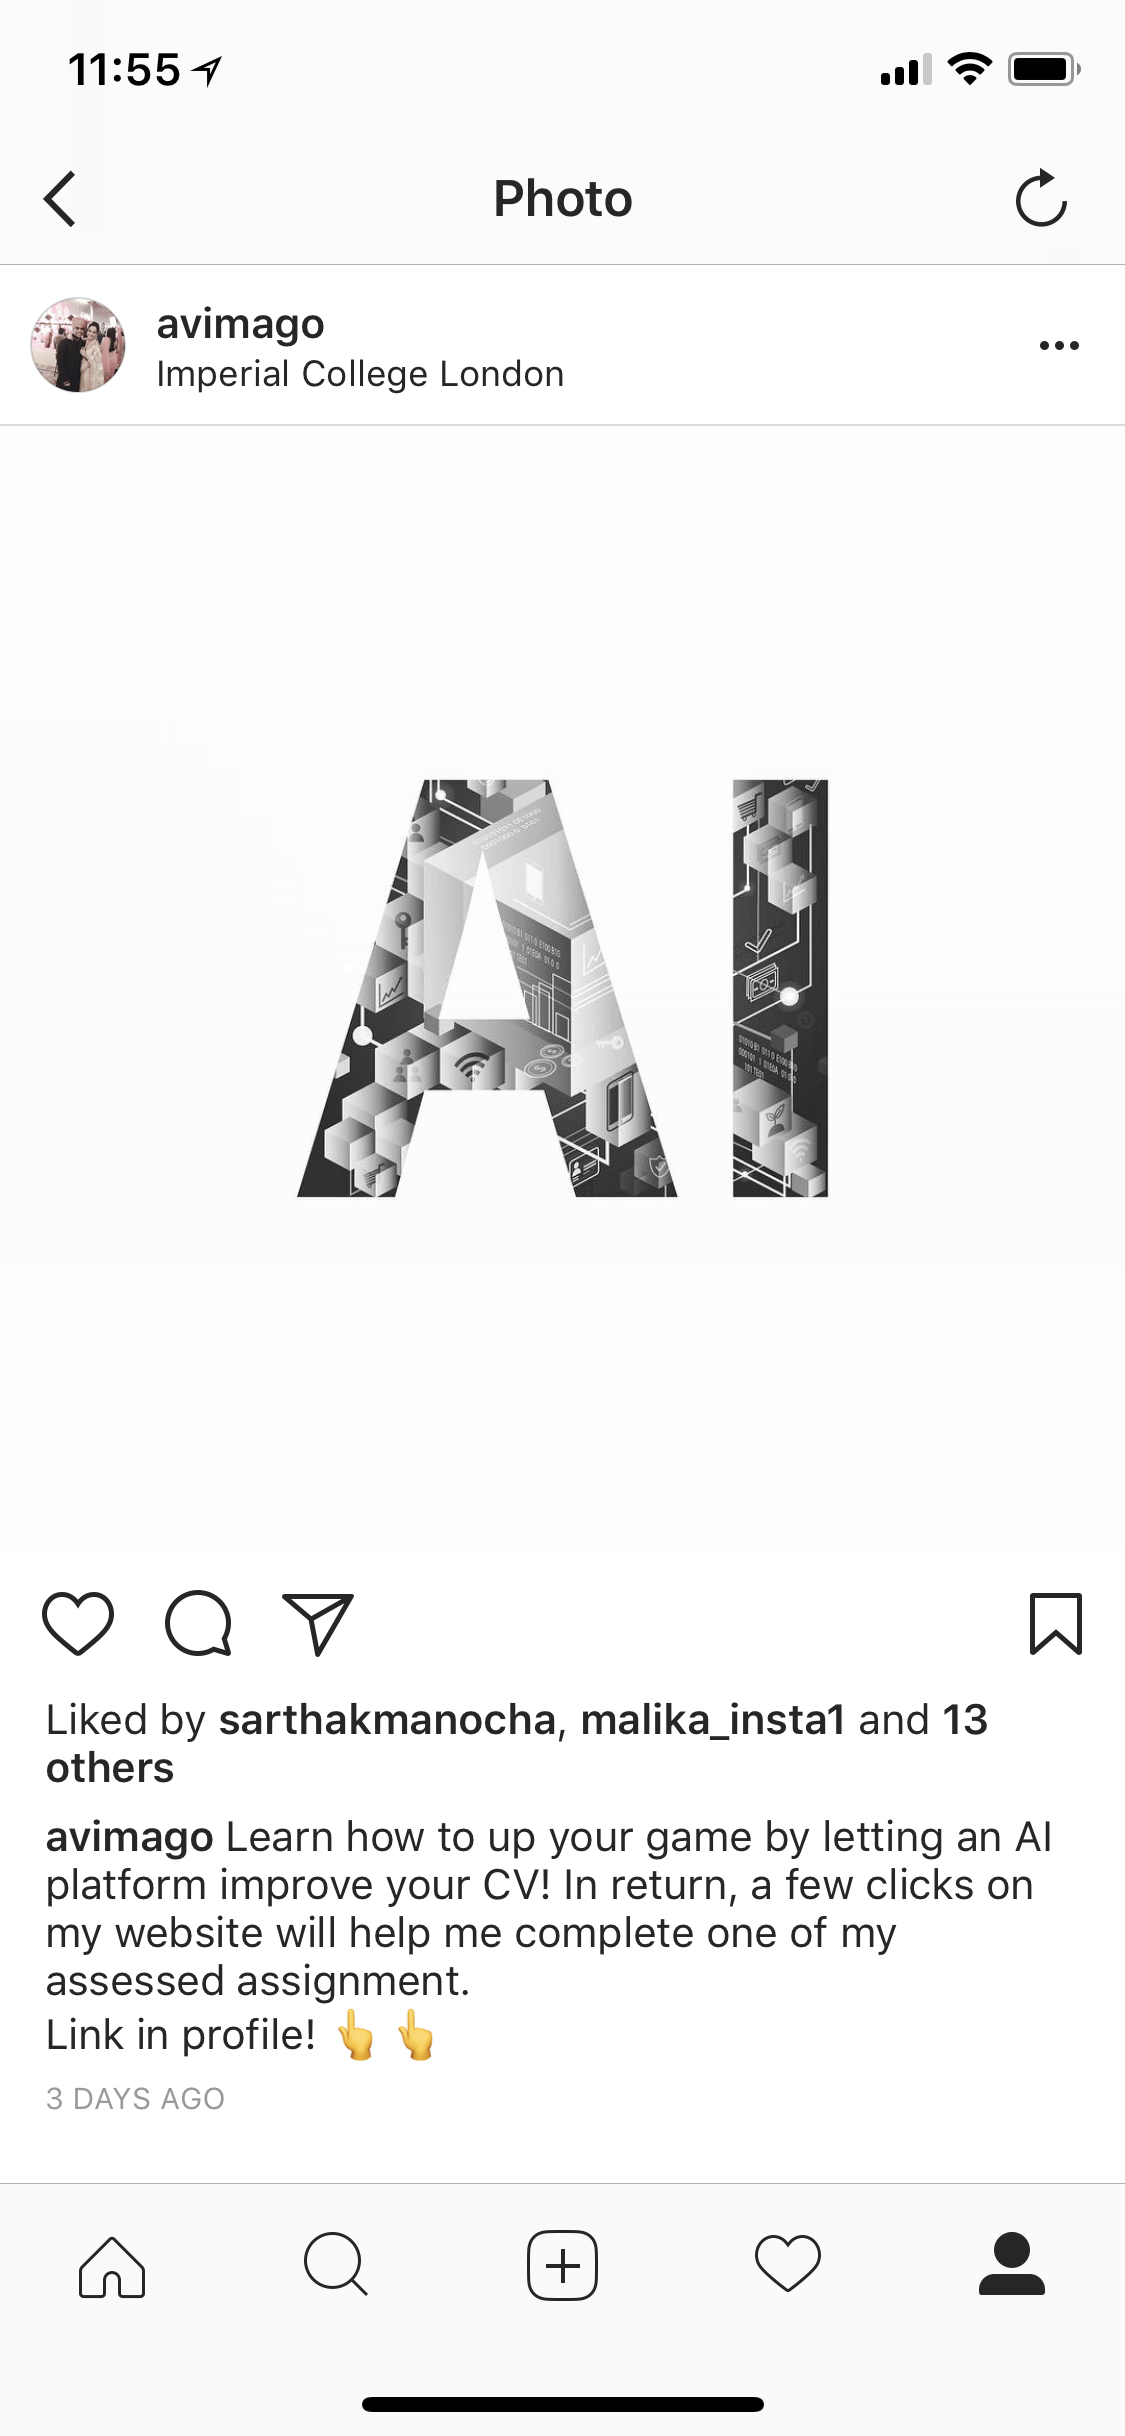 11:55
Photo
avimago
Imperial College London
AI
Liked by sarthakmanocha, malika_insta1 and 13
others
avimago Learn how to up your game by letting an AI
platform improve your CV! In return, a few clicks on
my website will help me complete one of my
assessed assignment.
Link in profile! 👆 👆
3 DAYS AGO